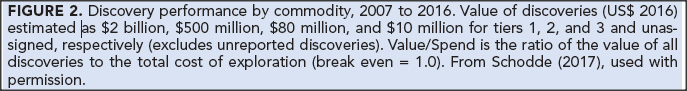 FIGURE 2. Discovery performance by commodity, 2007 to 2016. Value of discoveries (US$ 2016)
estimated as $2 billion, $500 million, $80 million, and $10 million for tiers 1, 2, and 3 and unas-
signed, respectively (excludes unreported discoveries). Value/Spend is the ratio of the value of all
discoveries to the total cost of exploration (break even = 1.0). From Schodde (2017), used with
permission.